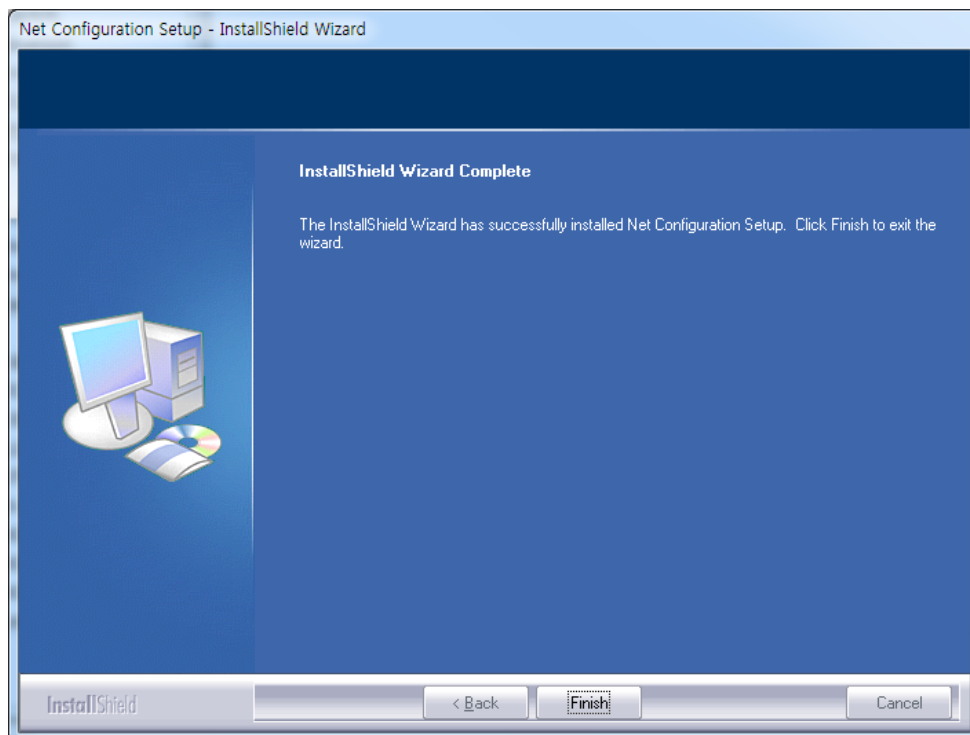 Net Configuration Setup - InstallShield Wizard
InstallShield Wizard Complete
The InstallShield Wizard has successfully installed Net Configuration Setup. Click Finish to exit the
wizard.
InstallShield
< Back
Finish
Cancel